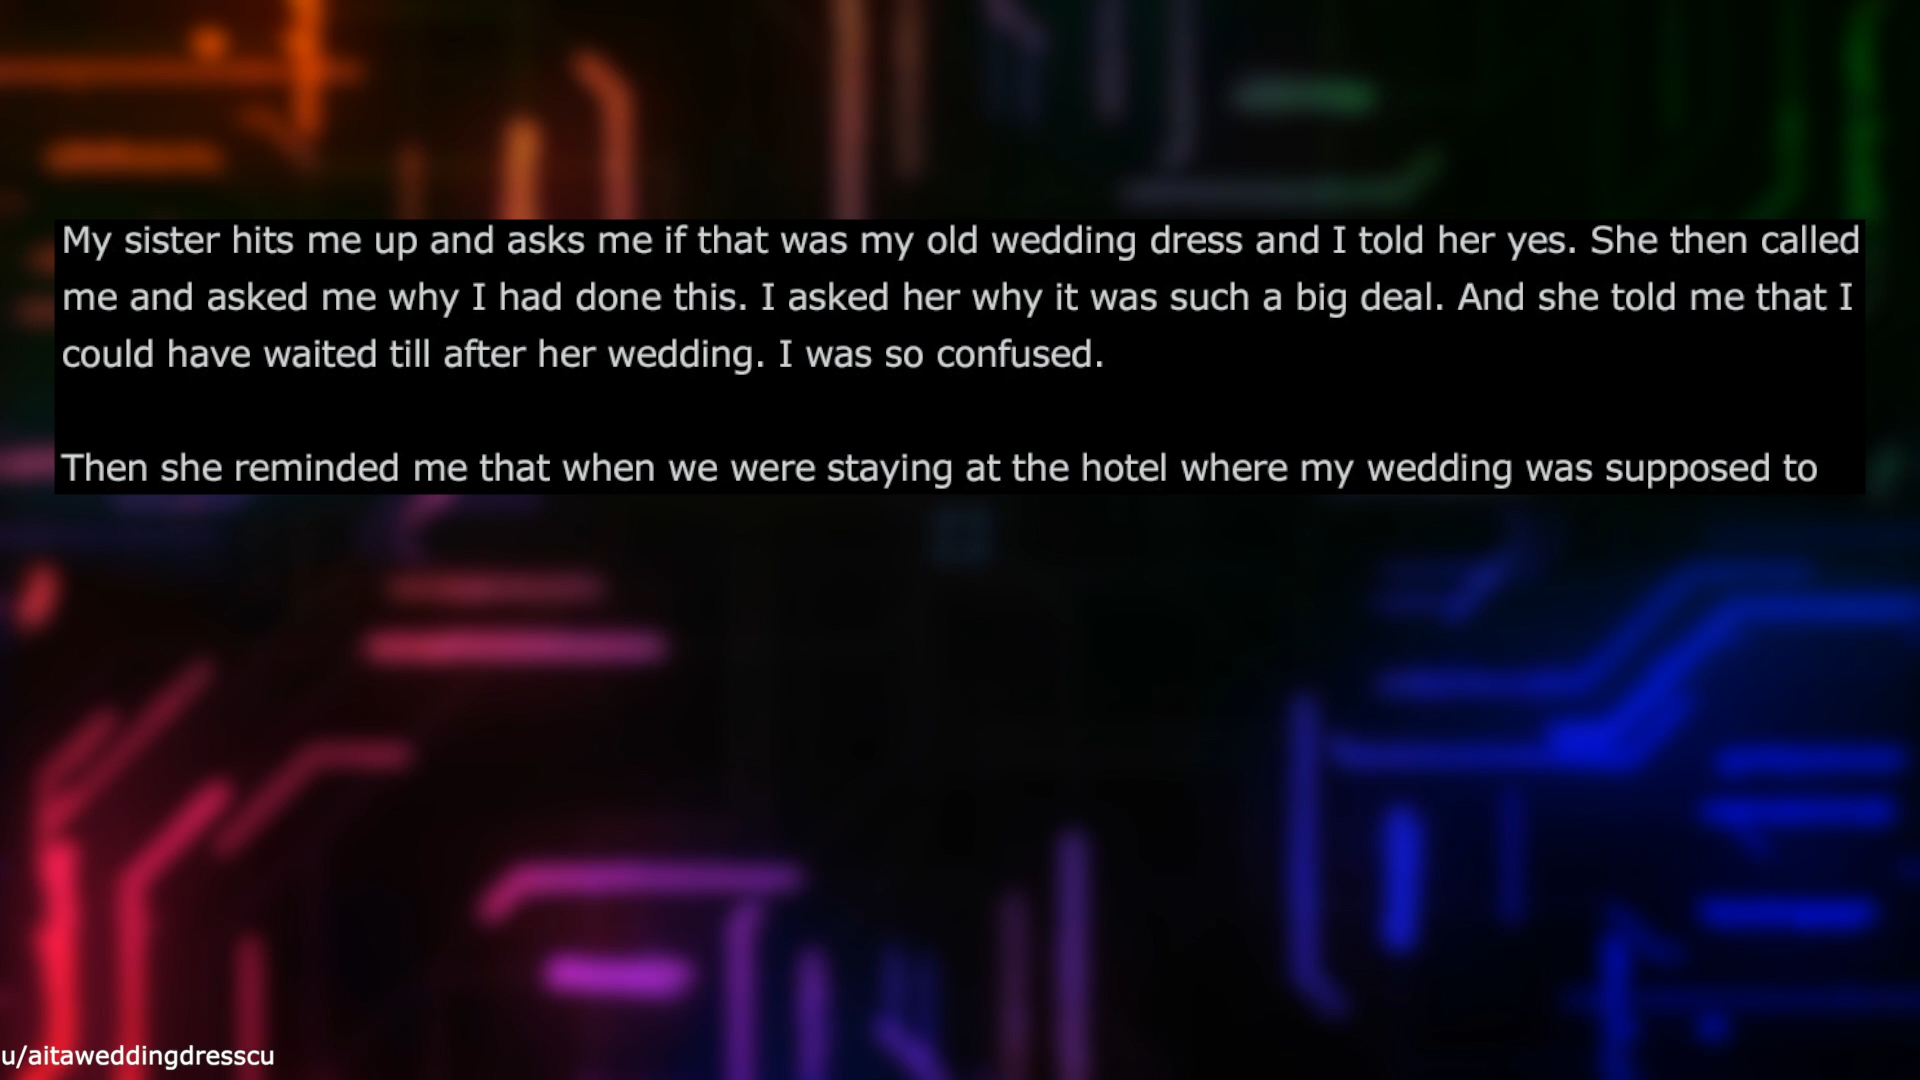 My sister hits me up and asks me if that was my old wedding dress and I told her yes. She then called
me and asked me why I had done this. I asked her why it was such a big deal. And she told me that I
could have waited till after her wedding. I was so confused.
Then she reminded me that when we were staying at the hotel where my wedding was supposed to
u/aitaweddingdresscu